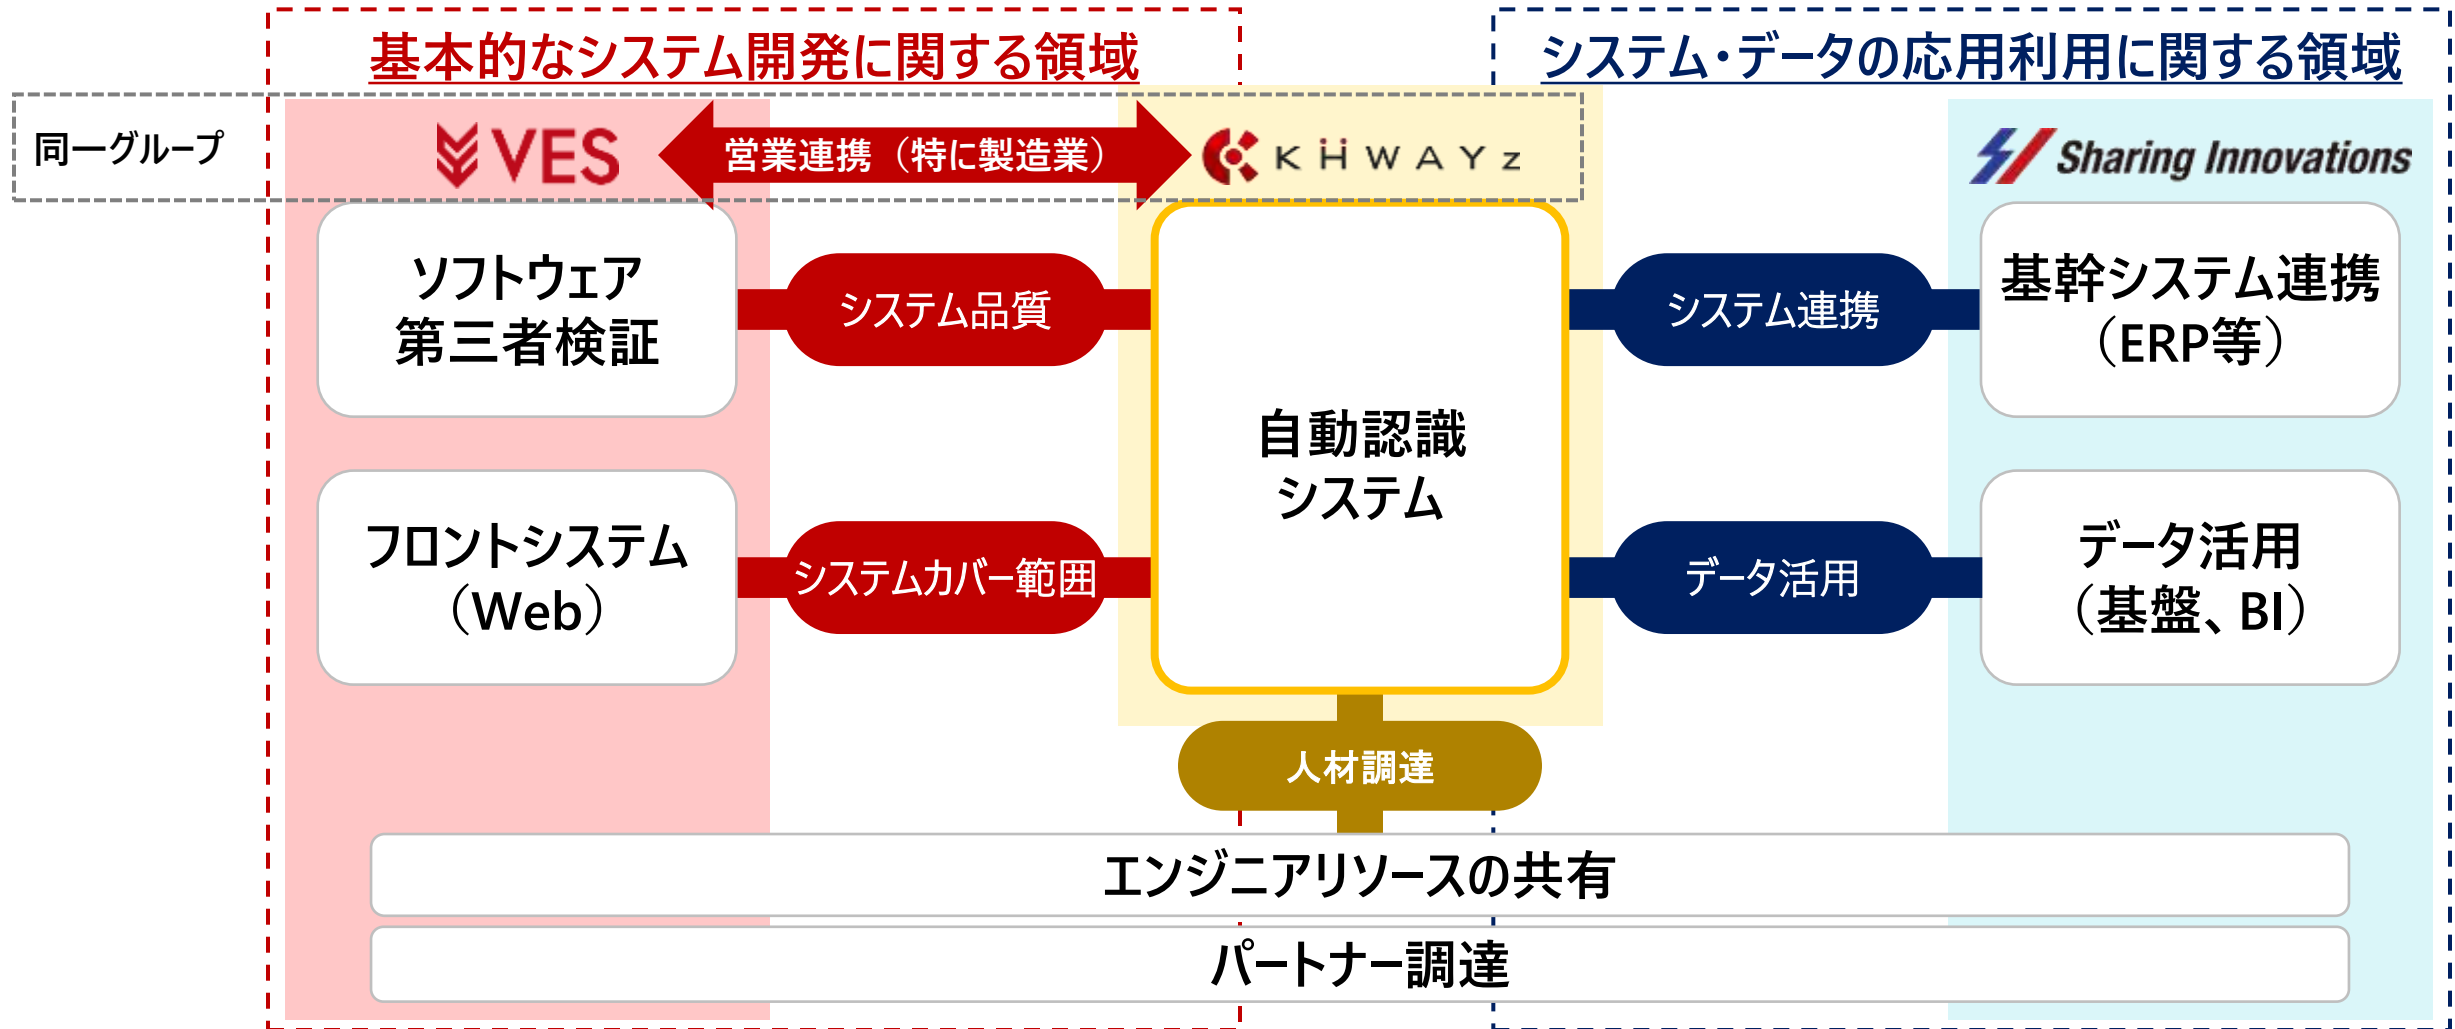 基本的なシステム開発に関する領域
システム・データの応用利用に関する領域
同一グループ
VES
営業連携（特に製造業）
KHWAYz
Sharing Innovations
ソフトウェア
第三者検証
システム品質
自動認識
システム
システム連携
基幹システム連携
（ERP等）
フロントシステム
（Web）
システムカバー範囲
データ活用
データ活用
（基盤、BI）
人材調達
エンジニアリソースの共有
パートナー調達